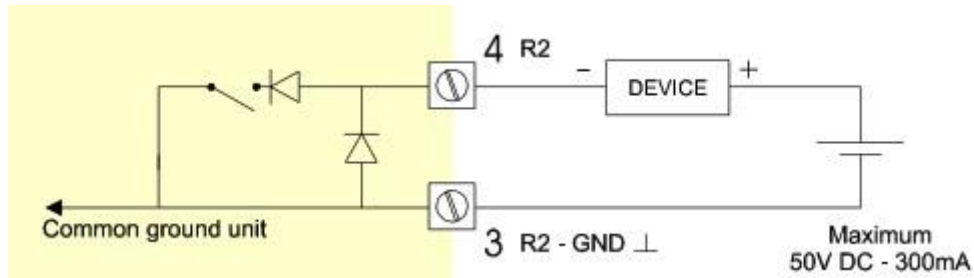 4 R2
− DEVICE +
Common ground unit
3 R2 - GND ⊥
Maximum
50V DC - 300mA